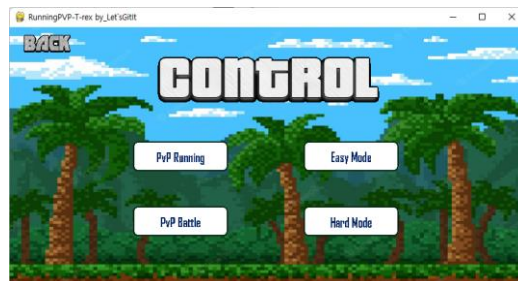 RunningPVP-T-rex by_Let'sGitIt
BACK
CONTROL
PvP Running
Easy Mode
PvP Battle
Hard Mode